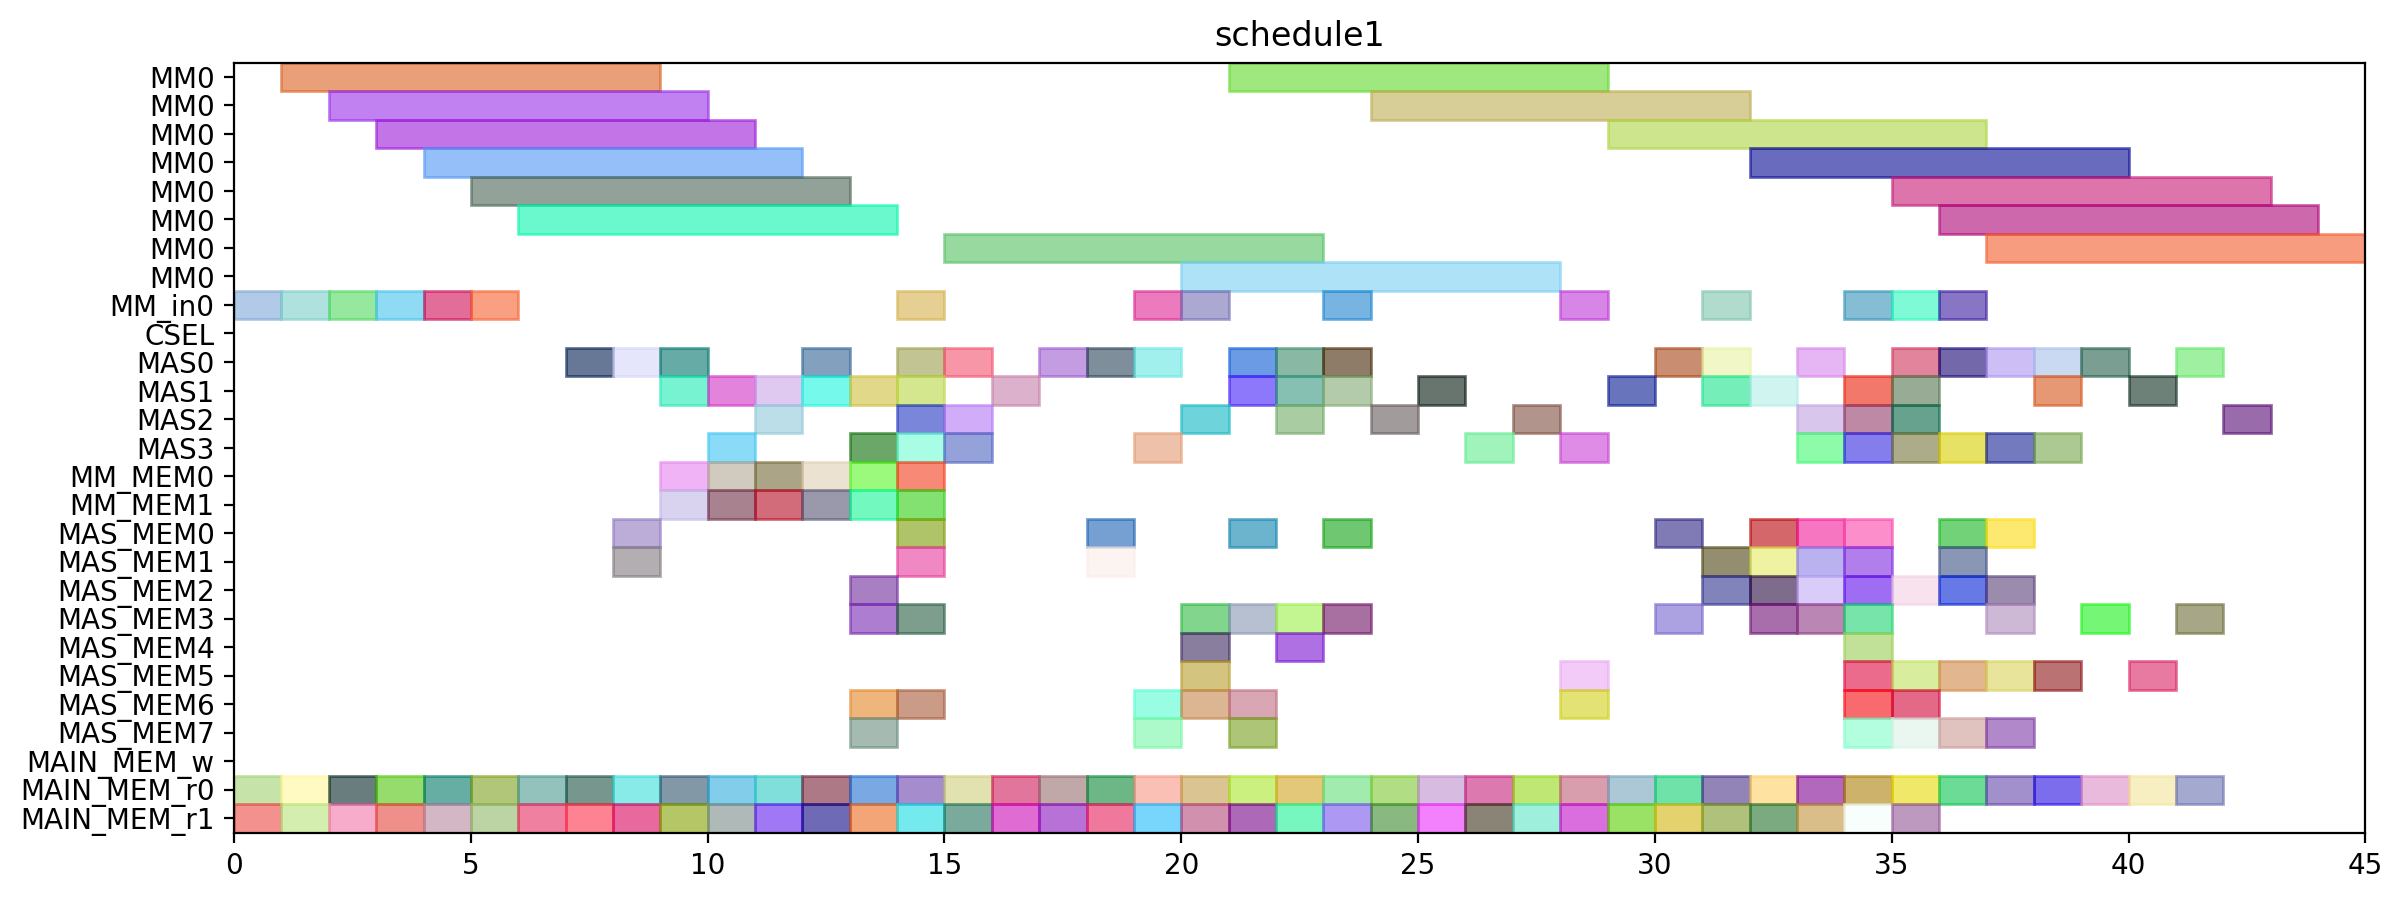 schedule1
MM0
MM0
MM0
MM0
MM0
MM0
MM0
MM0
MM_in0
CSEL
MAS0
MAS1
MAS2
MAS3
MM_MEM0
MM_MEM1
MAS_MEM0
MAS_MEM1
MAS_MEM2
MAS_MEM3
MAS_MEM4
MAS_MEM5
MAS_MEM6
MAS_MEM7
MAIN_MEM_w
MAIN_MEM_r0
MAIN_MEM_r1
0 5 10 15 20 25 30 35 40 45